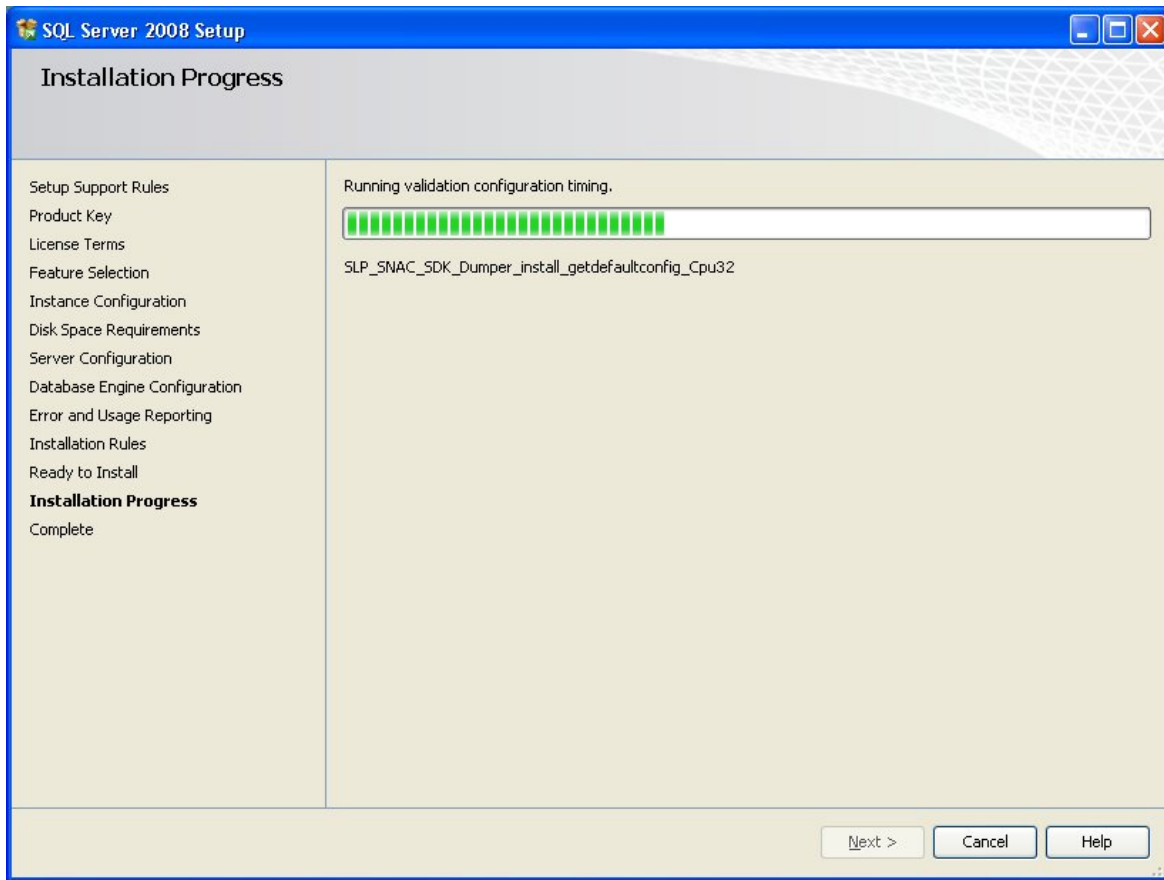 SQL Server 2008 Setup
Installation Progress
Setup Support Rules
Product Key
License Terms
Feature Selection
Instance Configuration
Disk Space Requirements
Server Configuration
Database Engine Configuration
Error and Usage Reporting
Installation Rules
Ready to Install
Installation Progress
Complete
Running validation configuration timing.
SLP_SNAC_SDK_Dumper_install_getdefaultconfig_Cpu32
Next >
Cancel
Help